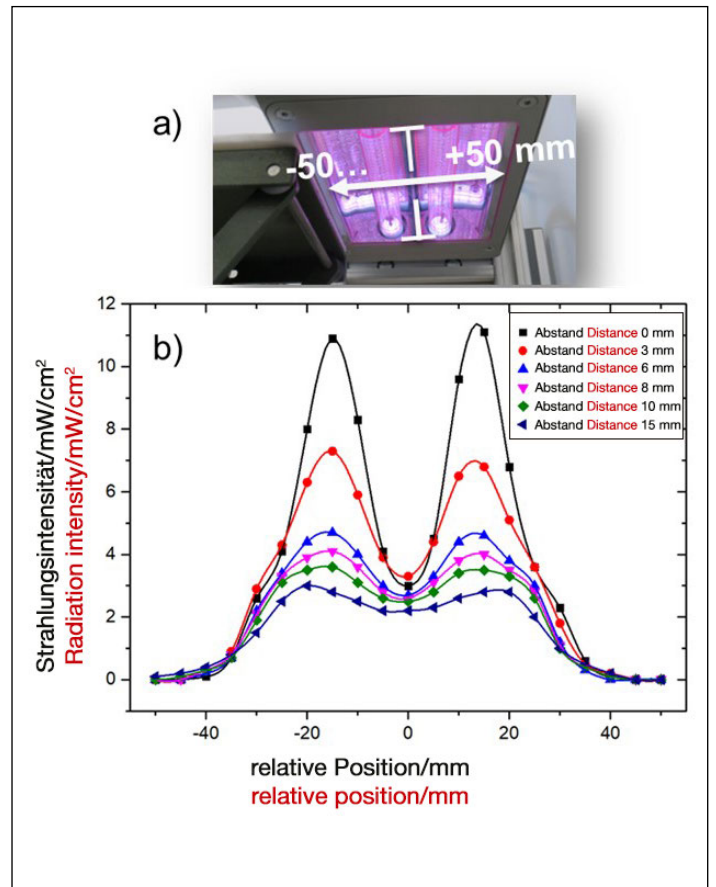 a)
-50... +50 mm
b)
12
10
8
6
4
2
0
Strahlungsintensität/mW/cm²
Radiation intensity/mW/cm²
Abstand Distance 0 mm
Abstand Distance 3 mm
Abstand Distance 6 mm
Abstand Distance 8 mm
Abstand Distance 10 mm
Abstand Distance 15 mm
-40 -20 0 20 40
relative Position/mm
relative position/mm